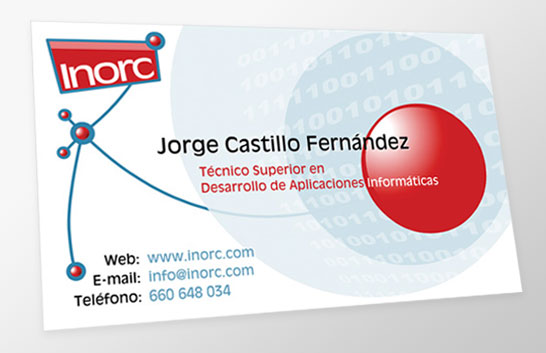 Inorc
Jorge Castillo Fernández
Técnico Superior en
Desarrollo de Aplicaciones Informáticas
Web: www.inorc.com
E-mail: info@inorc.com
Teléfono: 660 648 034